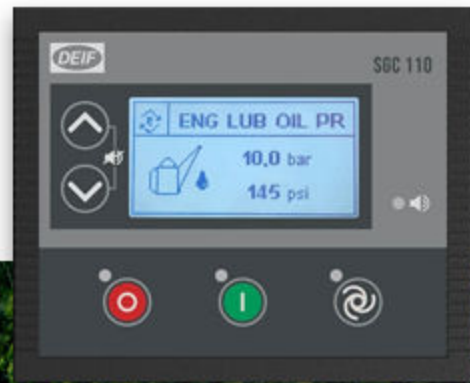 DEIF
SGC 110
ENG LUB OIL PR
10,0 bar
145 psi